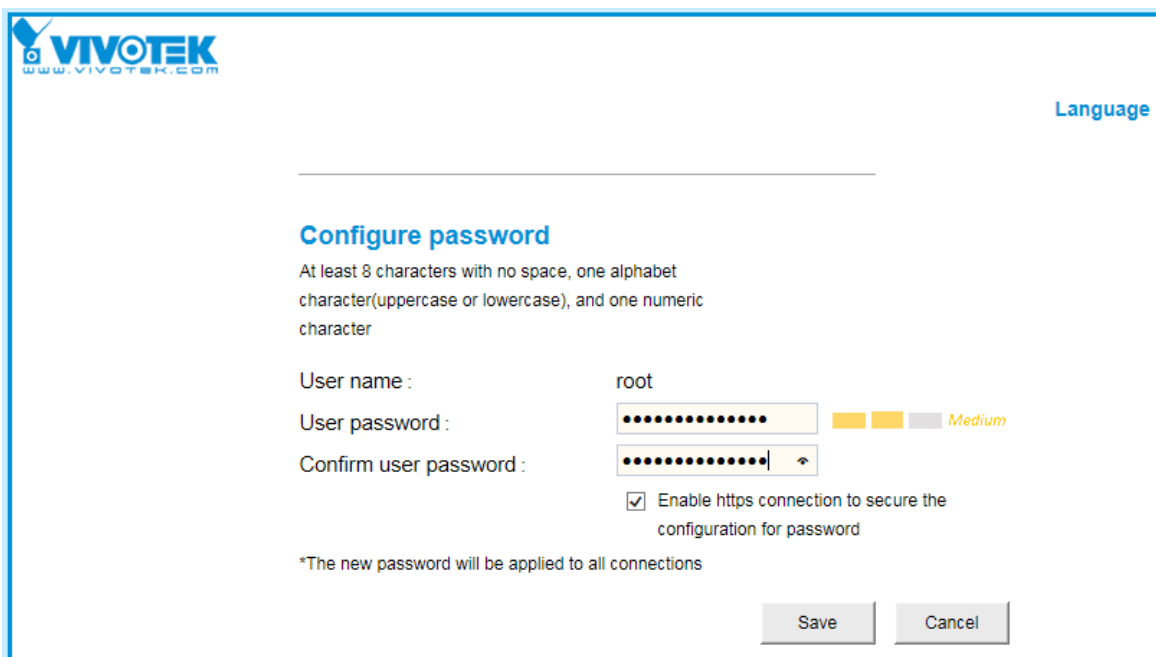 VIVOTEK
www.vivotek.com
Language
Configure password
At least 8 characters with no space, one alphabet
character(uppercase or lowercase), and one numeric
character
User name : root
User password : ●●●●●●●●●●●●●● Medium
Confirm user password : ●●●●●●●●●●●●●●
Enable https connection to secure the
configuration for password
*The new password will be applied to all connections
Save Cancel